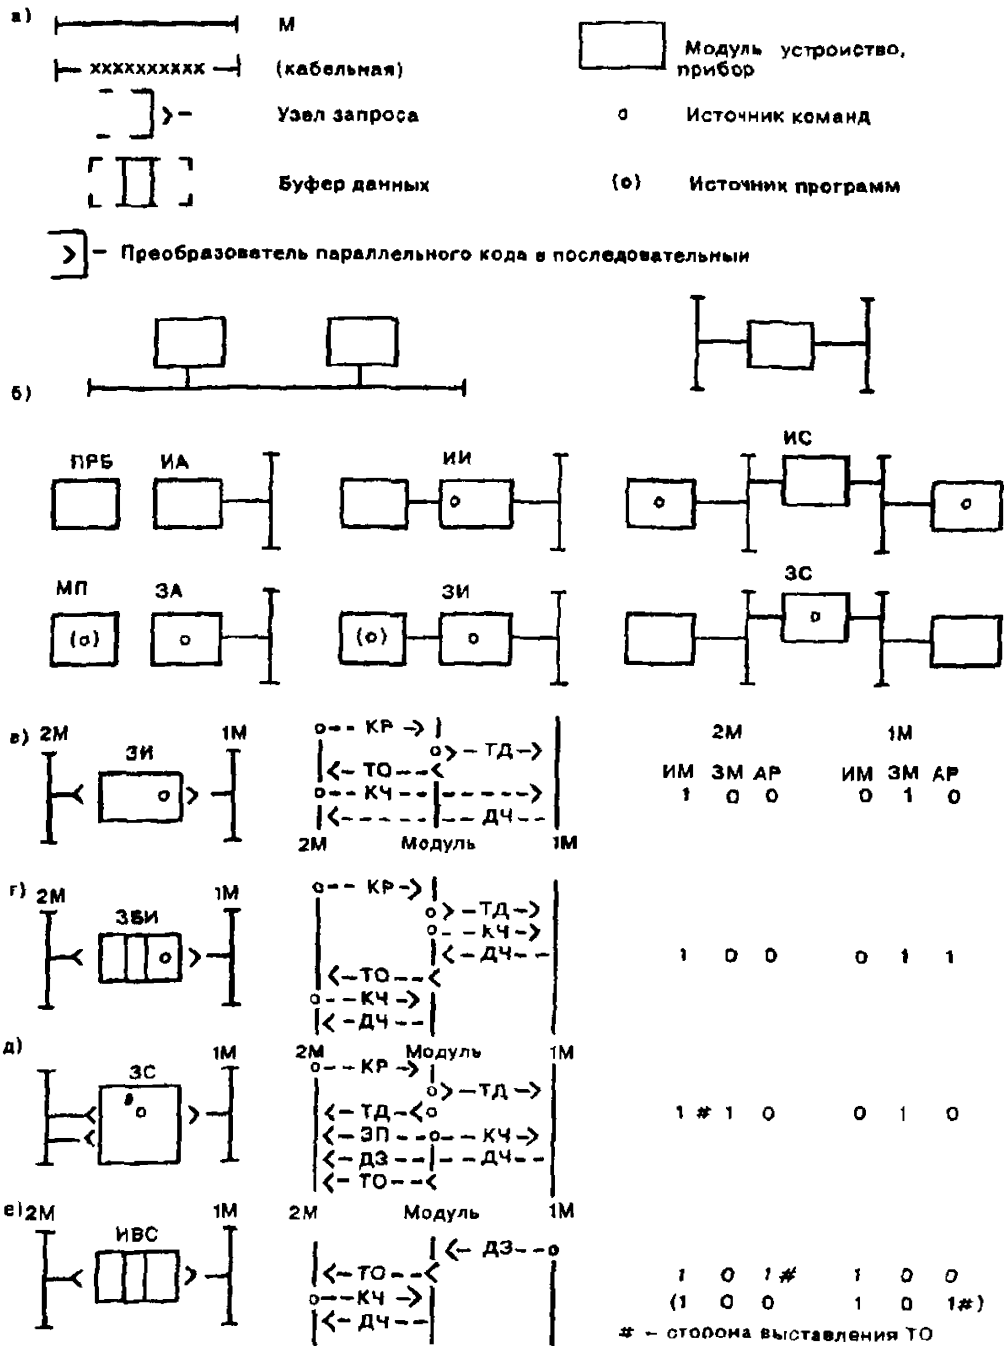 а)
М
(кабельная)
Узел запроса
Буфер данных
Модуль устроиство,
прибор
Источник команд
(о) Источник программ
Преобразователь параллельного кода в последовательныи
б)
ПРБ ИА ИИ ИС
МП ЗА ЗИ ЗС
(о) (о)
в) 2М ЗИ 1М
КР
ТД
ТО
КЧ
ДЧ
2М Модуль 1М
2М 1М
ИМ ЗМ АР ИМ ЗМ АР
1 0 0 0 1 0
г) 2М ЗБИ 1М
КР
ТД
КЧ
ДЧ
ТО
КЧ
ДЧ
2М Модуль 1М
1 0 0 0 1 1
д)
ЗС 1М
КР
ТД
ТД
ЗП КЧ
ДЗ ДЧ
ТО
2М Модуль 1М
1 # 1 0 0 1 0
е) 2М ИВС 1М
ДЗ
ТО
КЧ
ДЧ
1 0 1# 1 0 0
(1 0 0 1 0 1#)
# – сторона выставления ТО